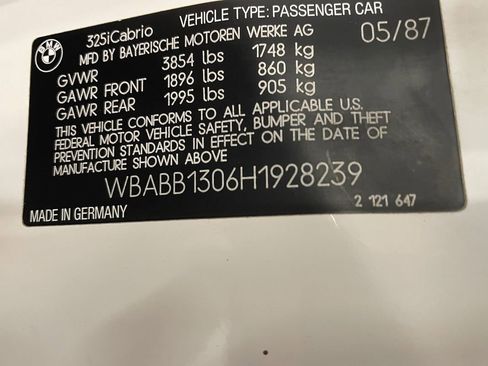 BMW
325iCabrio VEHICLE TYPE: PASSENGER CAR
MFD BY BAYERISCHE MOTOREN WERKE AG 05/87
GVWR 3854 lbs 1748 kg
GAWR FRONT 1896 lbs 860 kg
GAWR REAR 1995 lbs 905 kg
THIS VEHICLE CONFORMS TO ALL APPLICABLE U.S.
FEDERAL MOTOR VEHICLE SAFETY, BUMPER AND THEFT
PREVENTION STANDARDS IN EFFECT ON THE DATE OF
MANUFACTURE SHOWN ABOVE
WBABB1306H1928239
MADE IN GERMANY 2 121 647